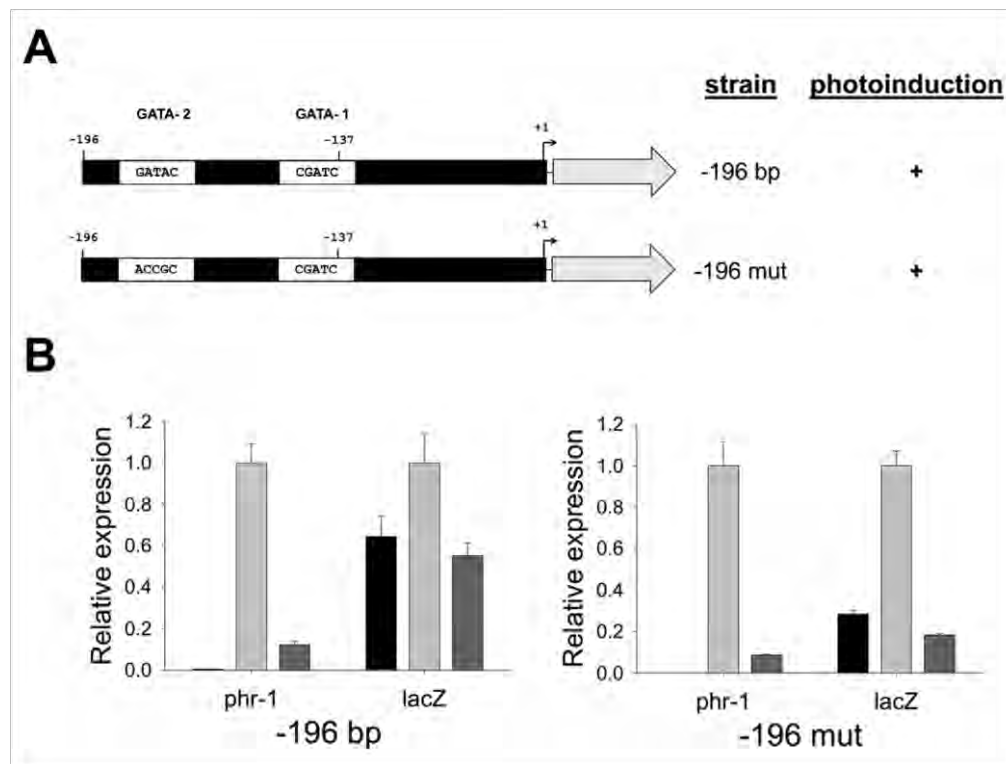 A
strain photoinduction
GATA-2 GATA-1
-196 -137 +1
GATAC CGATC
-196 bp +
-196 -137 +1
ACCGC CGATC
-196 mut +
B
Relative expression
1.2
1.0
0.8
0.6
0.4
0.2
0.0
phr-1 lacZ
-196 bp
Relative expression
1.2
1.0
0.8
0.6
0.4
0.2
0.0
phr-1 lacZ
-196 mut